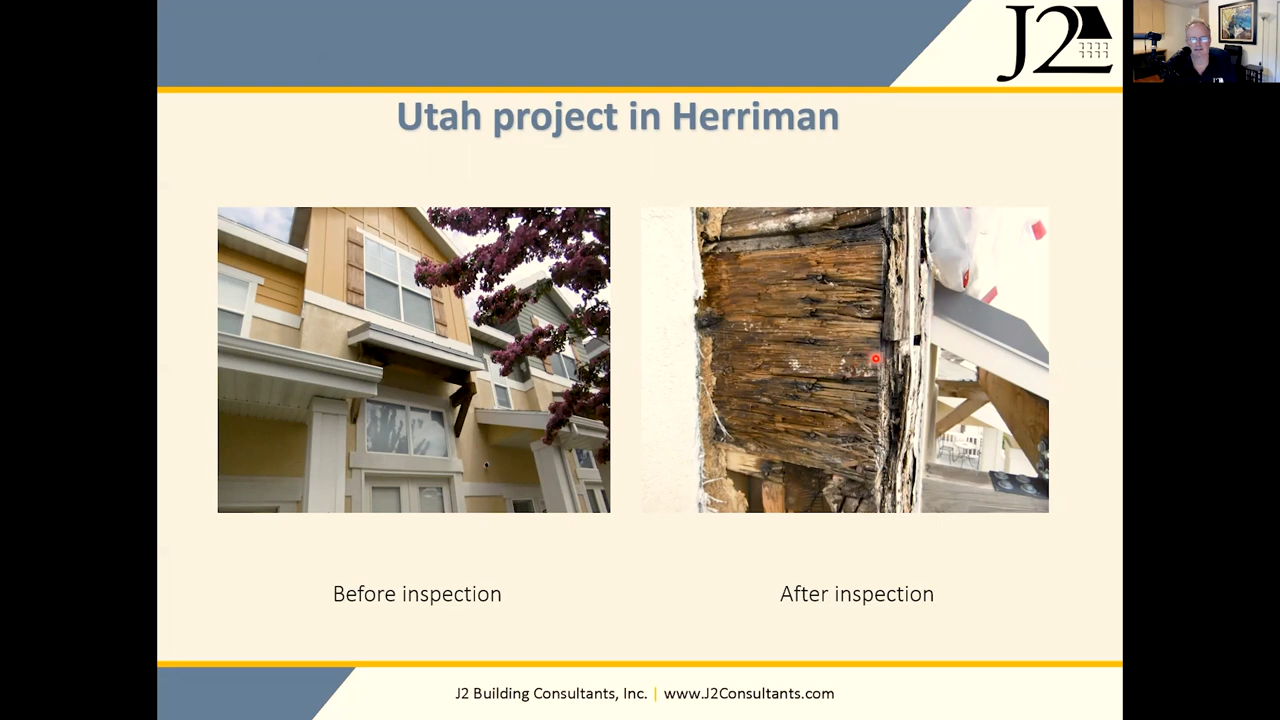 J2
Utah project in Herriman
Before inspection
After inspection
J2 Building Consultants, Inc. | www.J2Consultants.com